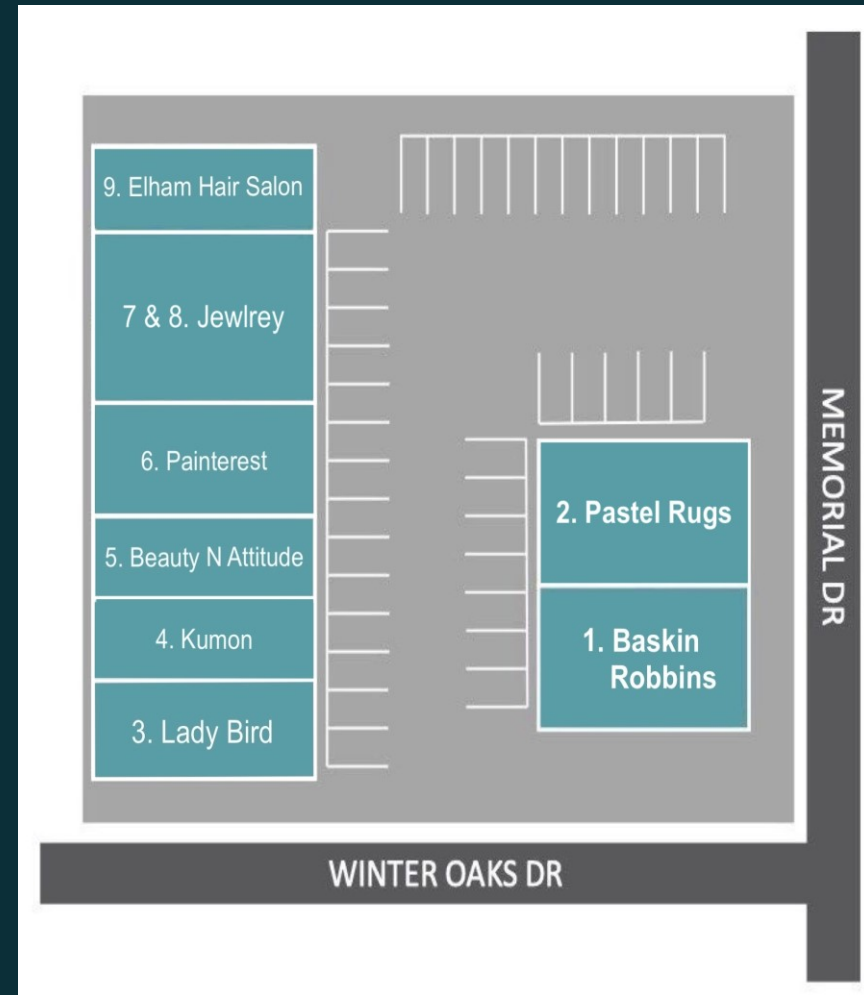 9. Elham Hair Salon
7 & 8. Jewlrey
6. Painterest
5. Beauty N Attitude
4. Kumon
3. Lady Bird
2. Pastel Rugs
1. Baskin
Robbins
MEMORIAL DR
WINTER OAKS DR